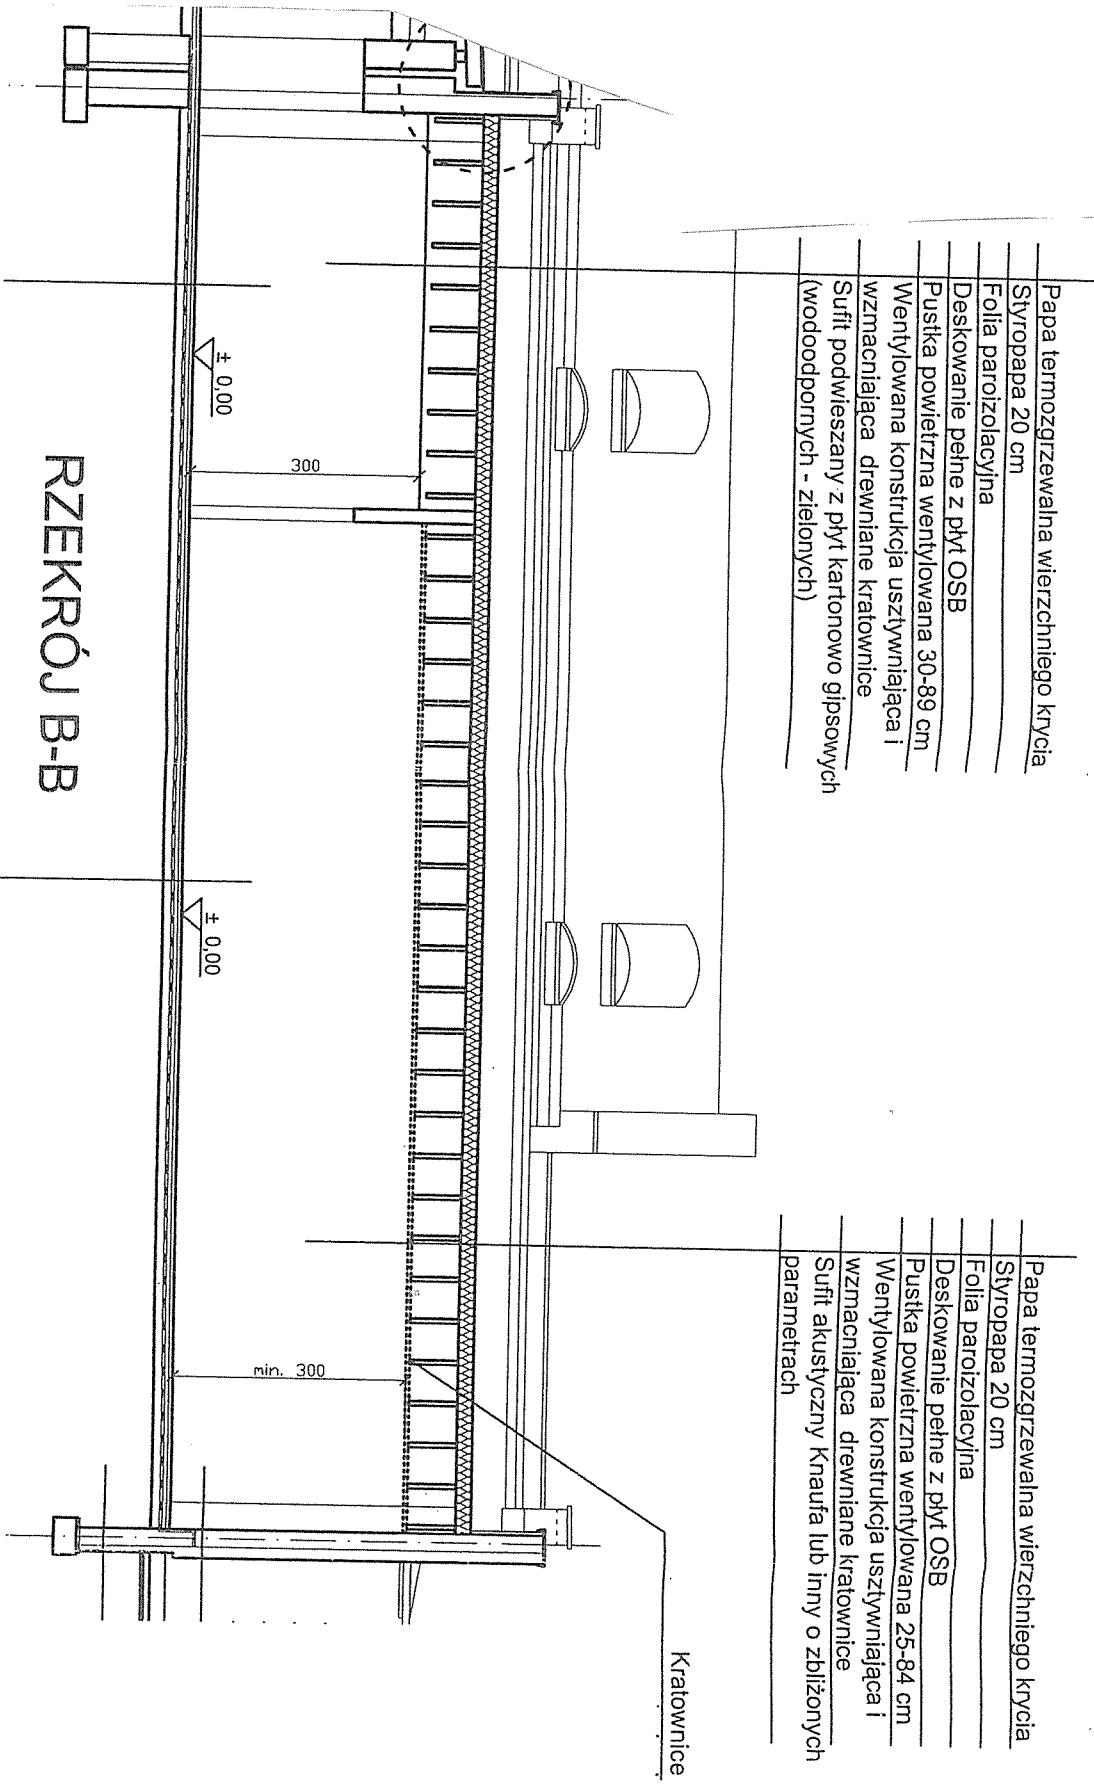 Papa termozgrzewalna wierzchniego krycia
Styropapa 20 cm
Folia paroizolacyjna
Deskowanie pełne z płyt OSB
Pustka powietrzna wentylowana 30-89 cm
Wentylowana konstrukcja usztywniająca i
wzmacniająca drewniane kratownice
Sufit podwieszany z płyt kartonowo gipsowych
(wodoodpornych - zielonych)
Papa termozgrzewalna wierzchniego krycia
Styropapa 20 cm
Folia paroizolacyjna
Deskowanie pełne z płyt OSB
Pustka powietrzna wentylowana 25-84 cm
Wentylowana konstrukcja usztywniająca i
wzmacniająca drewniane kratownice
Sufit akustyczny Knaufa lub inny o zbliżonych
parametrach
Kratownice
300
min. 300
± 0,00
± 0,00
RZEKRÓJ B-B